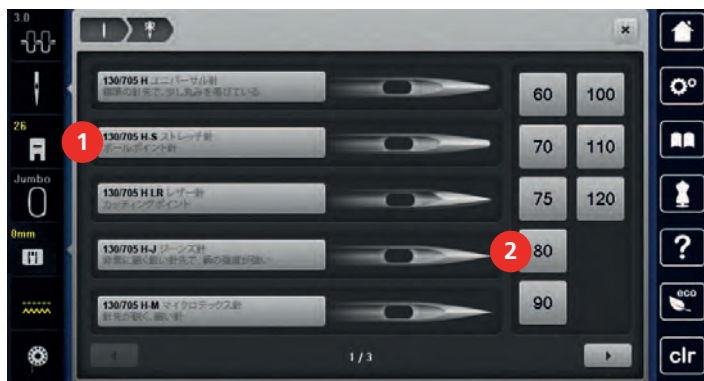 3.0
26
Jumbo
0mm
130/705 H ユニバーサル針
標準の針先で、少し丸みを帯びている
130/705 H-S ストレッチ針
ボールポイント針
130/705 H LR レザー針
カッティングポイント
130/705 H-J ジーンズ針
非常に細く鋭い針先で、針の強度が強い
130/705 H-M マイクロテックス針
針先が鋭く、細い針
1
2
60 100
70 110
75 120
80
90
1 / 3
?
eco
clr